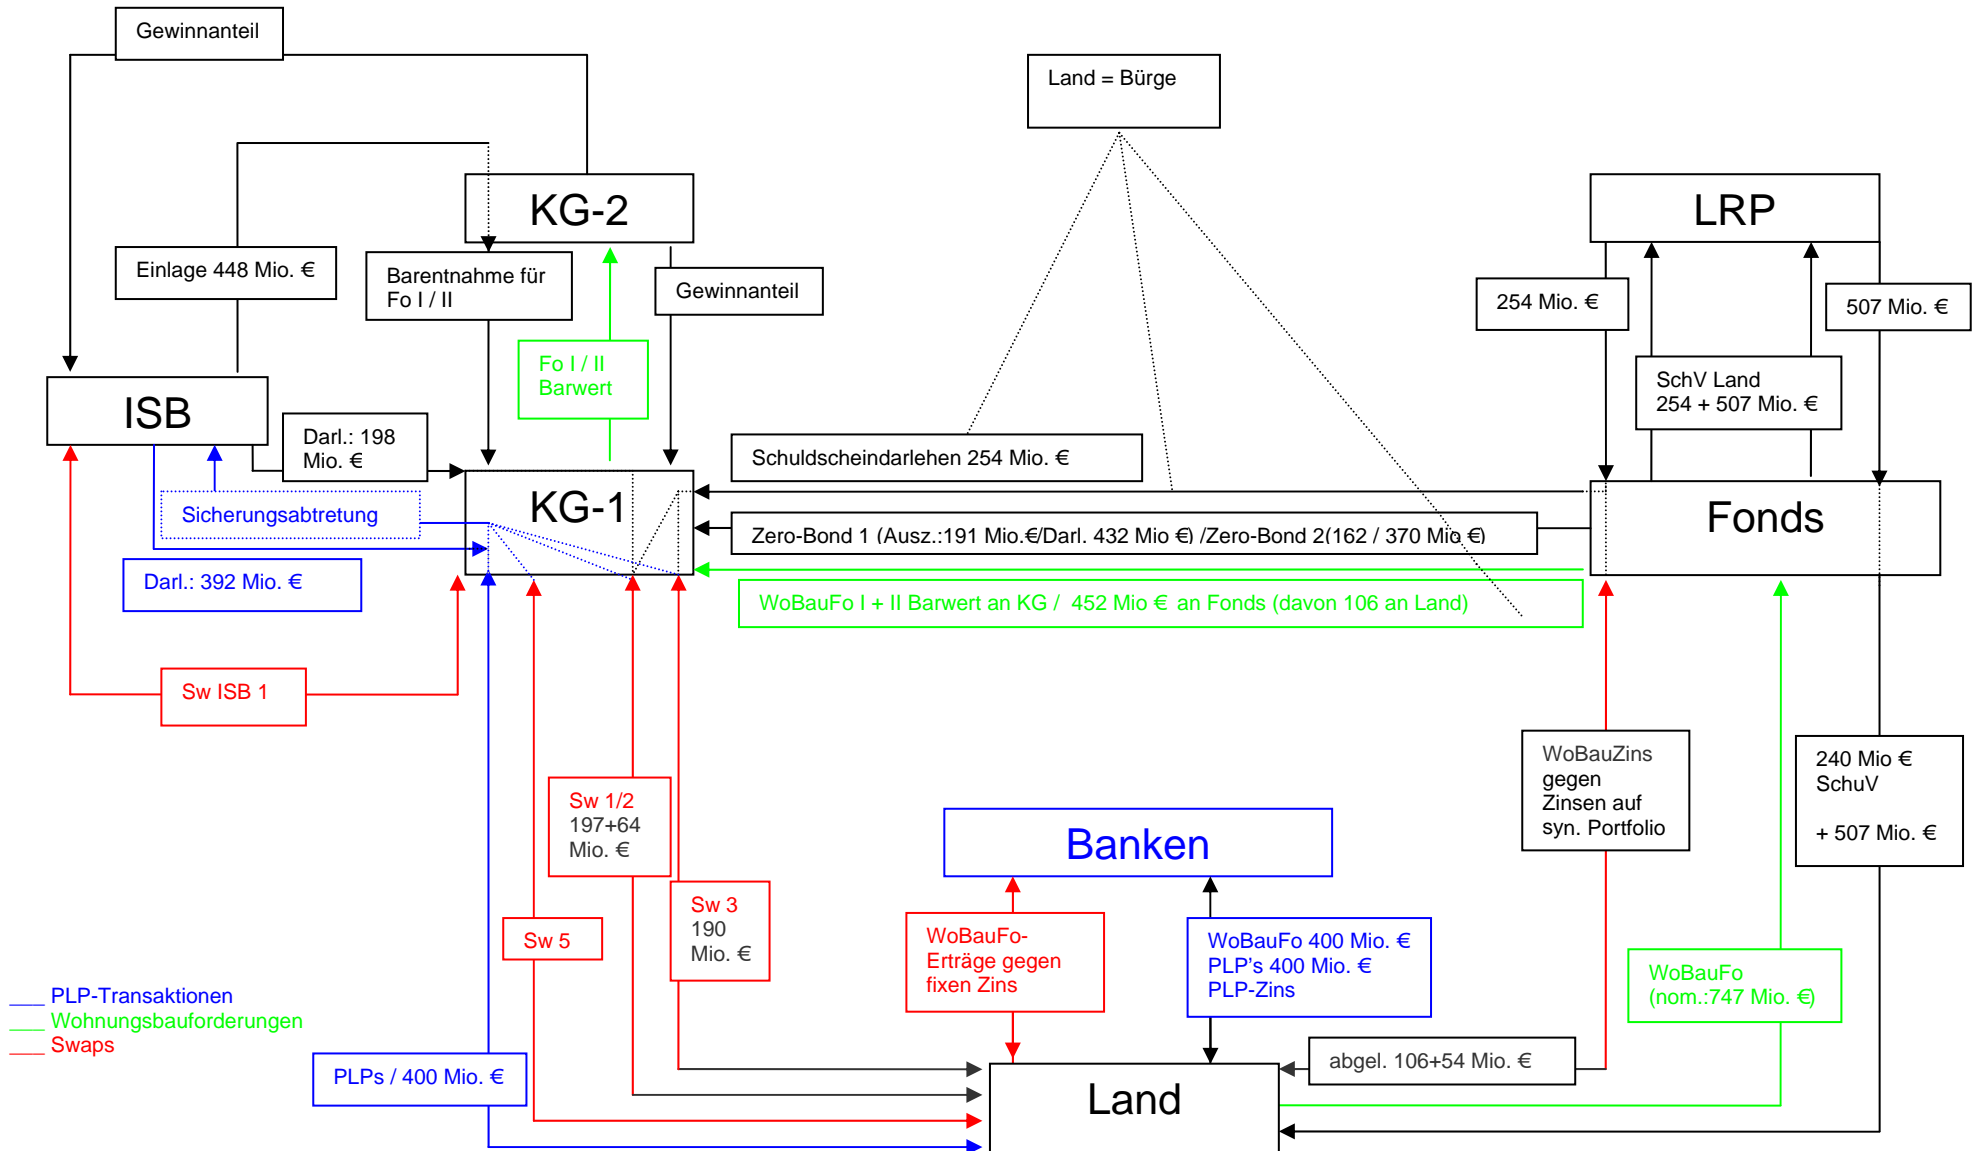 Gewinnanteil
Land = Bürge
KG-2
LRP
Einlage 448 Mio. €
Barentnahme für
Fo I / II
Gewinnanteil
254 Mio. €
507 Mio. €
Fo I / II
Barwert
SchV Land
254 + 507 Mio. €
ISB
Darl.: 198
Mio. €
Schuldscheindarlehen 254 Mio. €
KG-1
Fonds
Sicherungsabtretung
Zero-Bond 1 (Ausz.:191 Mio.€/Darl. 432 Mio €) /Zero-Bond 2(162 / 370 Mio €)
Darl.: 392 Mio. €
WoBauFo I + II Barwert an KG / 452 Mio € an Fonds (davon 106 an Land)
Sw ISB 1
WoBauZins
gegen
Zinsen auf
syn. Portfolio
240 Mio €
SchuV
+ 507 Mio. €
Sw 1/2
197+64
Mio. €
Banken
Sw 3
190
Mio. €
Sw 5
WoBauFo-
Erträge gegen
fixen Zins
WoBauFo 400 Mio. €
PLP's 400 Mio. €
PLP-Zins
WoBauFo
(nom.:747 Mio. €)
___ PLP-Transaktionen
___ Wohnungsbauforderungen
___ Swaps
PLPs / 400 Mio. €
abgel. 106+54 Mio. €
Land